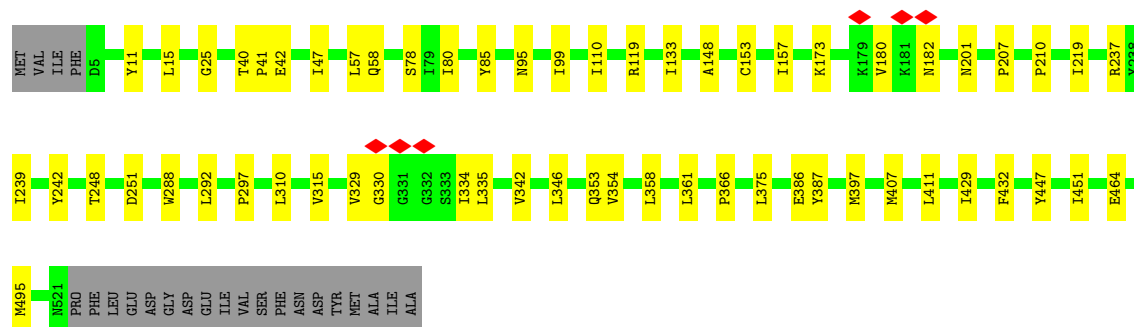 MET VAL ILE PHE D5 Y11 L15 G25 T40 P41 E42 I47 L57 Q58 S78 I79 I80 Y85 N95 I99 I110 R119 I133 A148 C153 I157 K173 K179 V180 K181 N182 N201 P207 P210 I219 R237 Y238
I239 Y242 T248 D251 W288 L292 P297 L310 V315 V329 G330 G331 G332 S333 I334 L335 V342 L346 Q353 V354 L358 L361 P366 L375 E386 Y387 M397 M407 L411 I429 F432 Y447 I451 E464
M495 N521 PRO PHE LEU GLU ASP GLY ASP GLU ILE VAL SER PHE ASN ASP TYR MET ALA ILE ALA